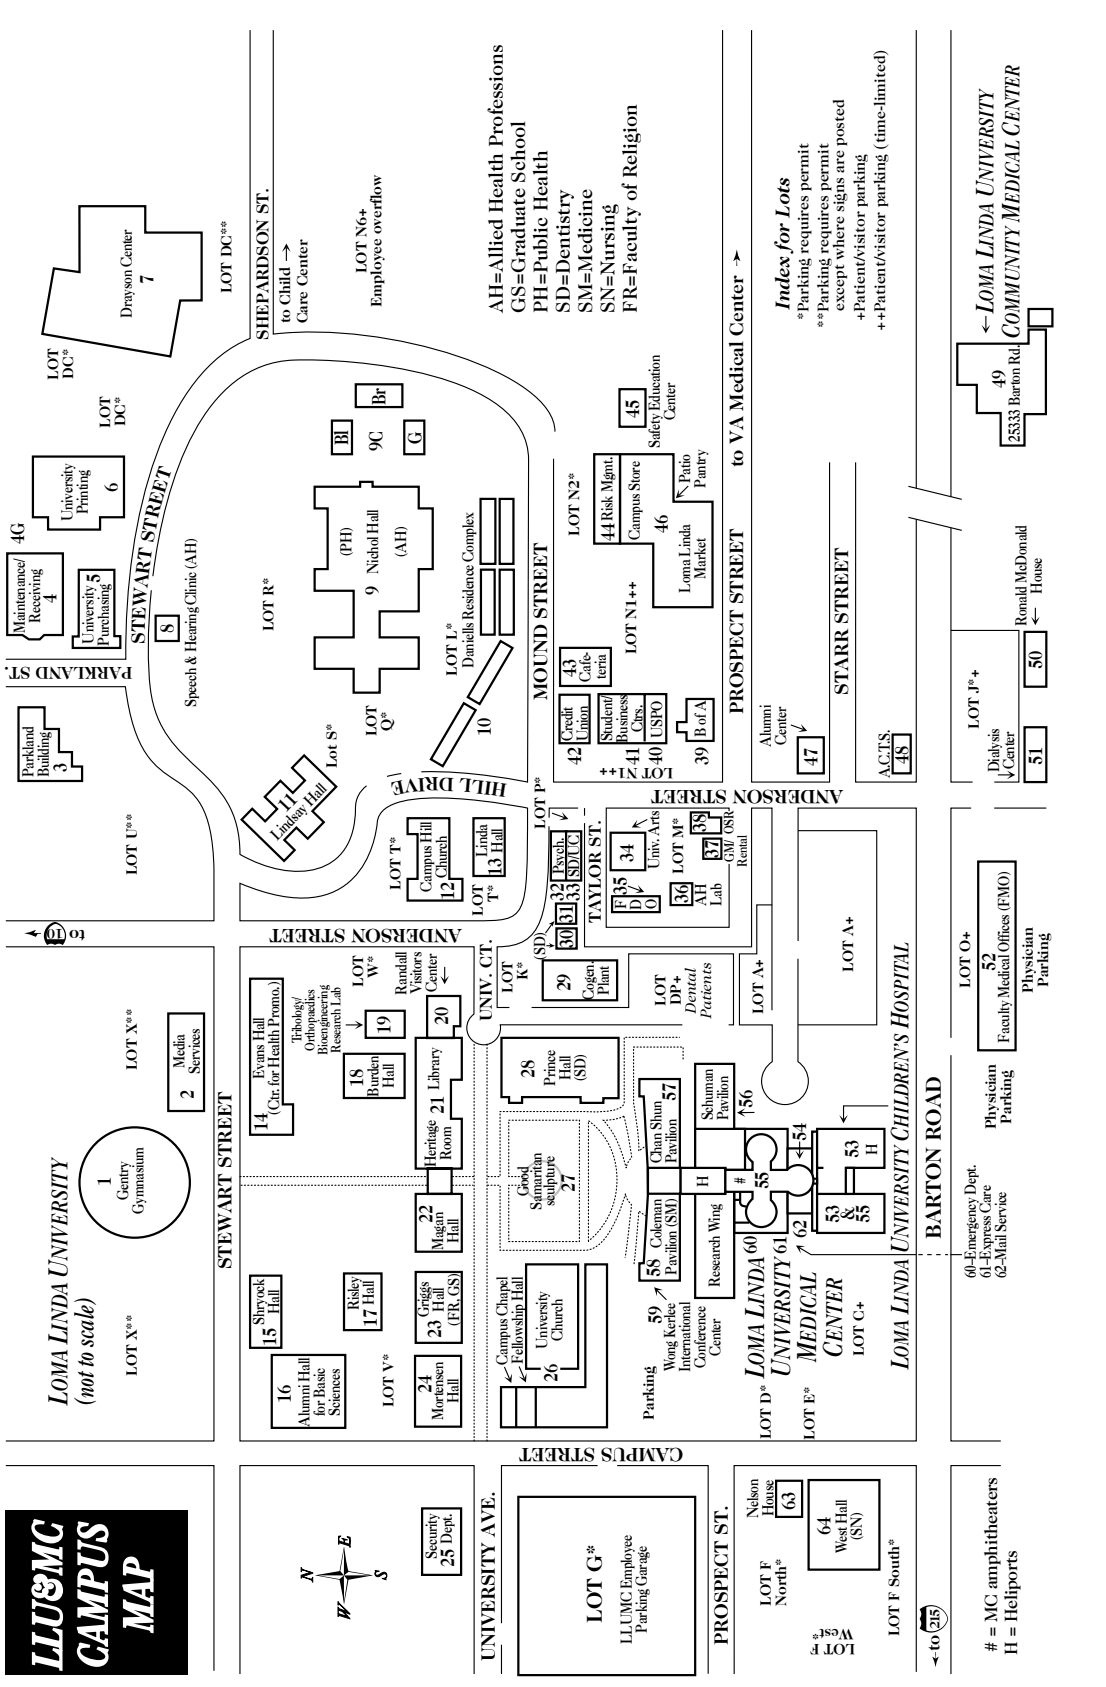 LLU&MC
CAMPUS
MAP
LOMA LINDA UNIVERSITY
(not to scale)
N
W
E
S
LOT X**
1
Gentry
Gymnasium
LOT X**
2
Media
Services
to 10
LOT U**
Parkland
Building
3
PARKLAND ST.
Maintenance/
Receiving
4
4G
University 5
Purchasing
University
Printing
6
LOT
DC*
LOT
DC*
Drayson Center
7
LOT DC**
STEWART STREET
STEWART STREET
SHEPARDSON ST.
to Child →
Care Center
LOT N6+
Employee overflow
8
Speech & Hearing Clinic (AH)
LOT R*
(PH)
9 Nichol Hall
(AH)
Bl
9C
Br
G
LOT
Q*
Lot S*
11
Lindsay Hall
LOT L*
Daniells Residence Complex
10
HILL DRIVE
MOUND STREET
LOT T*
Campus Hill
Church
12
Linda
13 Hall
LOT
T*
ANDERSON STREET
14
Evans Hall
(Ctr. for Health Promo.)
Tribology/
Orthopaedics
Bioengineering
Research Lab
LOT
W*
Randall
Visitors
Center
18
Burden
Hall
19
20
Heritage 21 Library
Room
UNIV. CT.
22
Magan
Hall
Shryock
15 Hall
16
Alumni Hall
for Basic
Sciences
Risley
17 Hall
Griggs
23 Hall
(FR, GS)
LOT V*
24
Mortensen
Hall
Security
25 Dept.
UNIVERSITY AVE.
CAMPUS STREET
Campus Chapel
Fellowship Hall
University
Church
26
Good
Samaritan
sculpture
27
28
Prince
Hall
(SD)
LOT
K*
29
Cogen.
Plant
(SD)
30
31
32
33
Psych.
SD/UC
LOT P*
TAYLOR ST.
34
Univ. Arts
35
F
D
O
36
AH
Lab
LOT M*
37
GM/
Rental
38
OSR
ANDERSON STREET
LOT
DP+
Dental
Patients
LOT A+
LOT A+
LOT G*
LLUMC Employee
Parking Garage
PROSPECT ST.
Parking
58 Coleman
Pavilion (SM)
Chan Shun
Pavilion 57
Schuman
Pavilion
56
59
Wong Kerlee
International
Conference
Center
Research Wing
H
#
55
54
53
H
53
&
55
60
61
62
LOMA LINDA
UNIVERSITY
MEDICAL
CENTER
LOT C+
LOT D*
LOT E*
LOMA LINDA UNIVERSITY CHILDREN'S HOSPITAL
Nelson
House
63
64
West Hall
(SN)
LOT F
North*
LOT F
West*
LOT F South*
←to 215
# = MC amphitheaters
H = Heliports
BARTON ROAD
60–Emergency Dept.
61–Express Care
62–Mail Service
Physician
Parking
LOT O+
52
Faculty Medical Offices (FMO)
Physician
Parking
39
B of A
40
USPO
41
Student/
Business
Ctrs.
42
Credit
Union
43
Cafe-
teria
LOT N1++
LOT N1++
LOT N2*
44 Risk Mgmt.
Campus Store
46
Loma Linda
Market
Patio
Pantry
45
Safety Education
Center
PROSPECT STREET
to VA Medical Center →
STARR STREET
Alumni
Center
47
A.C.T.S.
48
LOT J*+
Dialysis
Center
51
50
Ronald McDonald
House
49
25333 Barton Rd.
←LOMA LINDA UNIVERSITY
COMMUNITY MEDICAL CENTER
AH=Allied Health Professions
GS=Graduate School
PH=Public Health
SD=Dentistry
SM=Medicine
SN=Nursing
FR=Faculty of Religion
Index for Lots
*Parking requires permit
**Parking requires permit
except where signs are posted
+Patient/visitor parking
++Patient/visitor parking (time-limited)